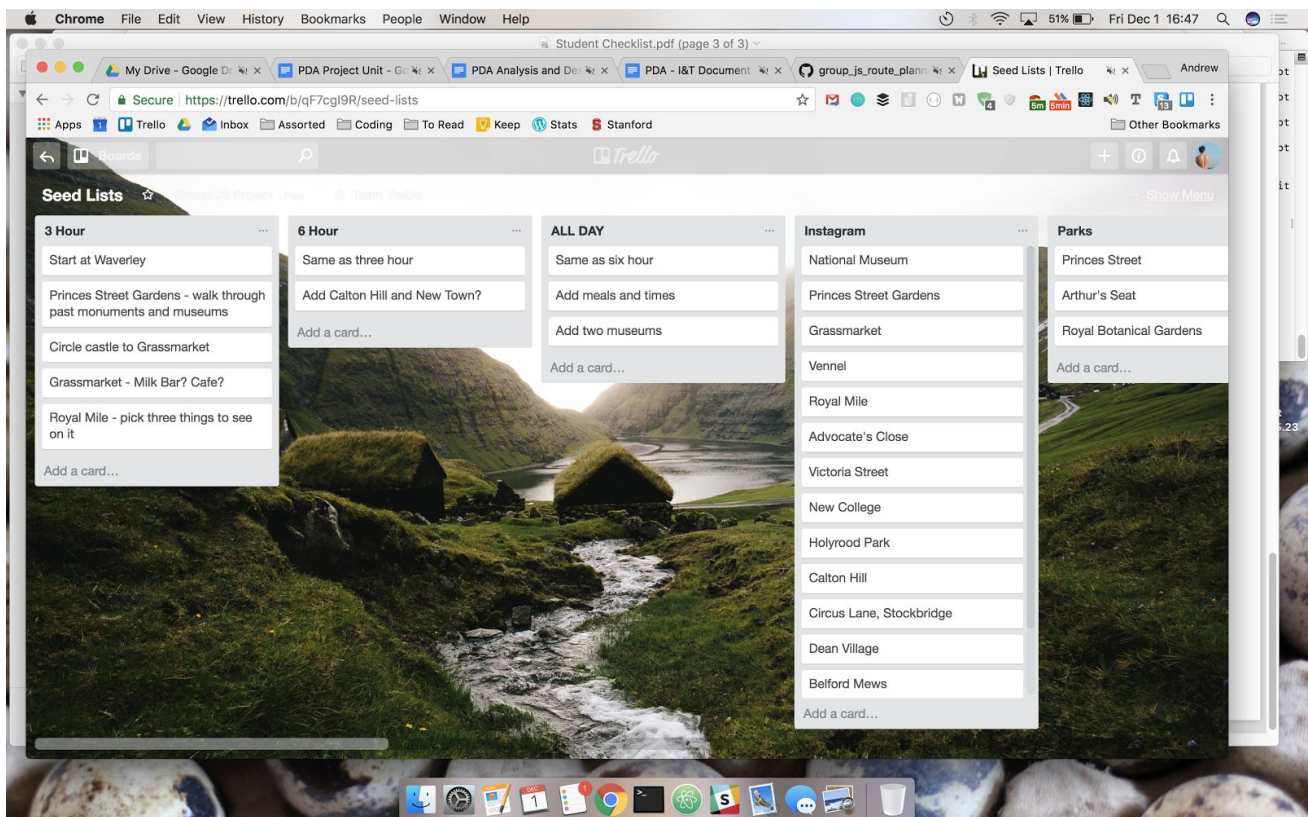 Chrome File Edit View History Bookmarks People Window Help 51% Fri Dec 1 16:47
Student Checklist.pdf (page 3 of 3)
My Drive - Google Dr PDA Project Unit - Go PDA Analysis and Des PDA - I&T Document group_js_route_plann Seed Lists | Trello Andrew
Secure https://trello.com/b/qF7cgI9R/seed-lists
Apps Trello Inbox Assorted Coding To Read Keep Stats Stanford Other Bookmarks
Boards Trello
Seed Lists Group JS Project Free Team Visible Show Menu
3 Hour
Start at Waverley
Princes Street Gardens - walk through
past monuments and museums
Circle castle to Grassmarket
Grassmarket - Milk Bar? Cafe?
Royal Mile - pick three things to see
on it
Add a card...
6 Hour
Same as three hour
Add Calton Hill and New Town?
Add a card...
ALL DAY
Same as six hour
Add meals and times
Add two museums
Add a card...
Instagram
National Museum
Princes Street Gardens
Grassmarket
Vennel
Royal Mile
Advocate's Close
Victoria Street
New College
Holyrood Park
Calton Hill
Circus Lane, Stockbridge
Dean Village
Belford Mews
Add a card...
Parks
Princes Street
Arthur's Seat
Royal Botanical Gardens
Add a card...